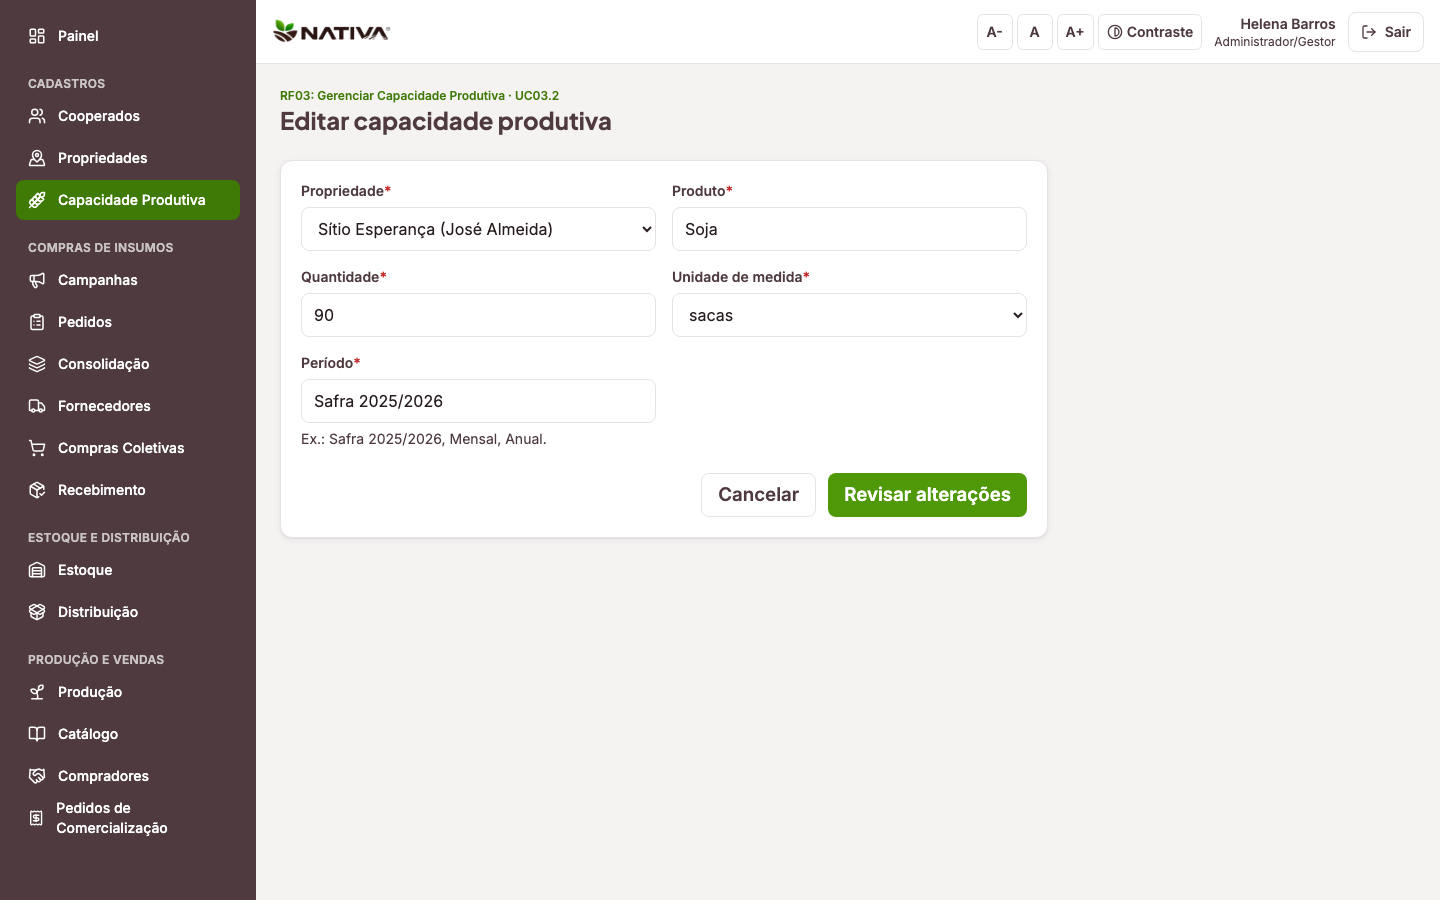 Painel
CADASTROS
Cooperados
Propriedades
Capacidade Produtiva
COMPRAS DE INSUMOS
Campanhas
Pedidos
Consolidação
Fornecedores
Compras Coletivas
Recebimento
ESTOQUE E DISTRIBUIÇÃO
Estoque
Distribuição
PRODUÇÃO E VENDAS
Produção
Catálogo
Compradores
Pedidos de
Comercialização
NATIVA
A-
A
A+
Contraste
Helena Barros
Administrador/Gestor
Sair
RF03: Gerenciar Capacidade Produtiva · UC03.2
Editar capacidade produtiva
Propriedade*
Sítio Esperança (José Almeida)
Produto*
Soja
Quantidade*
90
Unidade de medida*
sacas
Período*
Safra 2025/2026
Ex.: Safra 2025/2026, Mensal, Anual.
Cancelar
Revisar alterações